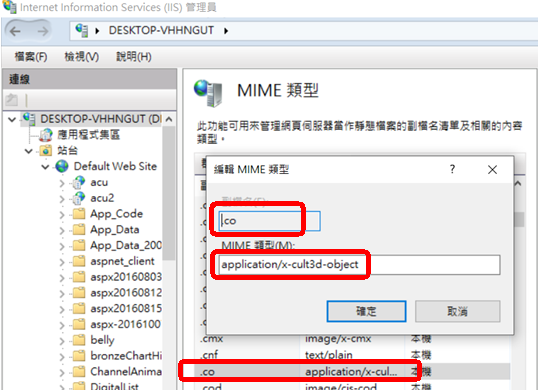 Internet Information Services (IIS) 管理員
DESKTOP-VHHNGUT
檔案(F) 檢視(V) 說明(H)
連線
DESKTOP-VHHNGUT (DI
應用程式集區
站台
Default Web Site
acu
acu2
App_Code
App_Data
App_Data_200
aspnet_client
aspx20160803
aspx20160812
aspx20160815
aspx-2016100
belly
bronzeChartHi
ChannelAnima
DigitalList
MIME 類型
此功能可用來管理網頁伺服器當作靜態檔案的副檔名清單及相關的內容
類型。
編輯 MIME 類型
? ×
副檔名(F):
.co
MIME 類型(M):
application/x-cult3d-object
確定 取消
.cmx image/x-cmx 本機
.cnf text/plain 本機
.co application/x-cul... 本機
.cod image/cis-cod 本機